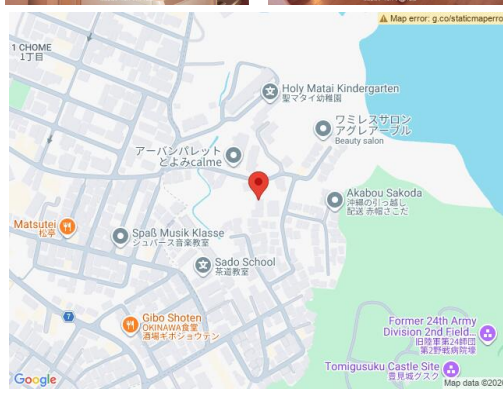 Map error: g.co/staticmaperro
1 CHOME
1丁目
Holy Matai Kindergarten
聖マタイ幼稚園
ワミレスサロン
アグレアーブル
Beauty salon
アーバンパレット
とよみcalme
Akabou Sakoda
沖縄の引っ越し
配送 赤帽さこだ
Matsutei
松亭
Spaß Musik Klasse
シュパース音楽教室
Sado School
茶道教室
7
Gibo Shoten
OKINAWA食堂
酒場ギボショウテン
Former 24th Army
Division 2nd Field...
旧陸軍第24師団
第2野戦病院壕
Tomigusuku Castle Site
豊見城グスク
Google
Map data ©2020